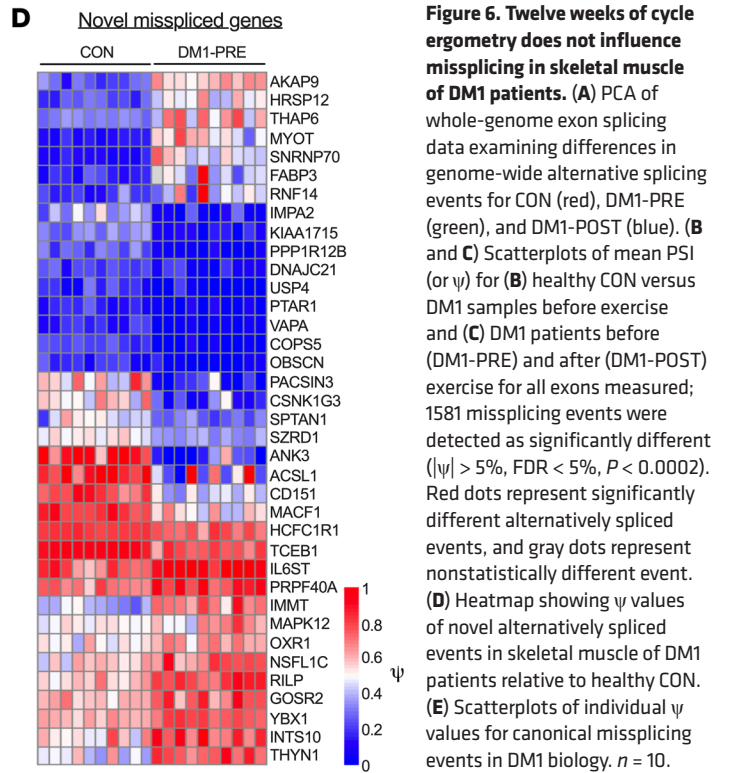 D
Novel misspliced genes
CON
DM1-PRE
AKAP9
HRSP12
THAP6
MYOT
SNRNP70
FABP3
RNF14
IMPA2
KIAA1715
PPP1R12B
DNAJC21
USP4
PTAR1
VAPA
COPS5
OBSCN
PACSIN3
CSNK1G3
SPTAN1
SZRD1
ANK3
ACSL1
CD151
MACF1
HCFC1R1
TCEB1
IL6ST
PRPF40A
IMMT
MAPK12
OXR1
NSFL1C
RILP
GOSR2
YBX1
INTS10
THYN1
1
0.8
0.6
0.4
0.2
0
ψ
Figure 6. Twelve weeks of cycle
ergometry does not influence
missplicing in skeletal muscle
of DM1 patients. (A) PCA of
whole-genome exon splicing
data examining differences in
genome-wide alternative splicing
events for CON (red), DM1-PRE
(green), and DM1-POST (blue). (B
and C) Scatterplots of mean PSI
(or ψ) for (B) healthy CON versus
DM1 samples before exercise
and (C) DM1 patients before
(DM1-PRE) and after (DM1-POST)
exercise for all exons measured;
1581 missplicing events were
detected as significantly different
(|ψ| > 5%, FDR < 5%, P < 0.0002).
Red dots represent significantly
different alternatively spliced
events, and gray dots represent
nonstatistically different event.
(D) Heatmap showing ψ values
of novel alternatively spliced
events in skeletal muscle of DM1
patients relative to healthy CON.
(E) Scatterplots of individual ψ
values for canonical missplicing
events in DM1 biology. n = 10.